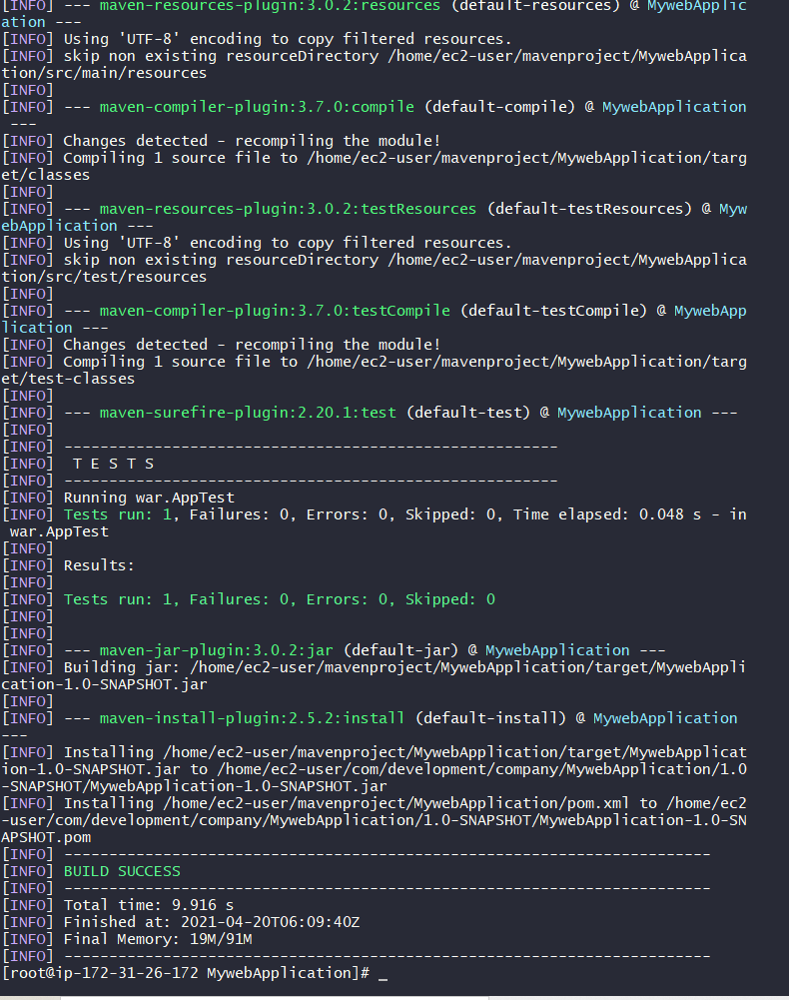 [INFO] --- maven-resources-plugin:3.0.2:resources (default-resources) @ MywebApplic
ation ---
[INFO] Using 'UTF-8' encoding to copy filtered resources.
[INFO] skip non existing resourceDirectory /home/ec2-user/mavenproject/MywebApplica
tion/src/main/resources
[INFO]
[INFO] --- maven-compiler-plugin:3.7.0:compile (default-compile) @ MywebApplication
---
[INFO] Changes detected - recompiling the module!
[INFO] Compiling 1 source file to /home/ec2-user/mavenproject/MywebApplication/targ
et/classes
[INFO]
[INFO] --- maven-resources-plugin:3.0.2:testResources (default-testResources) @ Myw
ebApplication ---
[INFO] Using 'UTF-8' encoding to copy filtered resources.
[INFO] skip non existing resourceDirectory /home/ec2-user/mavenproject/MywebApplica
tion/src/test/resources
[INFO]
[INFO] --- maven-compiler-plugin:3.7.0:testCompile (default-testCompile) @ MywebApp
lication ---
[INFO] Changes detected - recompiling the module!
[INFO] Compiling 1 source file to /home/ec2-user/mavenproject/MywebApplication/targ
et/test-classes
[INFO]
[INFO] --- maven-surefire-plugin:2.20.1:test (default-test) @ MywebApplication ---
[INFO]
[INFO] -------------------------------------------------------
[INFO]  T E S T S
[INFO] -------------------------------------------------------
[INFO] Running war.AppTest
[INFO] Tests run: 1, Failures: 0, Errors: 0, Skipped: 0, Time elapsed: 0.048 s - in
 war.AppTest
[INFO]
[INFO] Results:
[INFO]
[INFO] Tests run: 1, Failures: 0, Errors: 0, Skipped: 0
[INFO]
[INFO]
[INFO] --- maven-jar-plugin:3.0.2:jar (default-jar) @ MywebApplication ---
[INFO] Building jar: /home/ec2-user/mavenproject/MywebApplication/target/MywebAppli
cation-1.0-SNAPSHOT.jar
[INFO]
[INFO] --- maven-install-plugin:2.5.2:install (default-install) @ MywebApplication
---
[INFO] Installing /home/ec2-user/mavenproject/MywebApplication/target/MywebApplicat
ion-1.0-SNAPSHOT.jar to /home/ec2-user/com/development/company/MywebApplication/1.0
-SNAPSHOT/MywebApplication-1.0-SNAPSHOT.jar
[INFO] Installing /home/ec2-user/mavenproject/MywebApplication/pom.xml to /home/ec2
-user/com/development/company/MywebApplication/1.0-SNAPSHOT/MywebApplication-1.0-SN
APSHOT.pom
[INFO] ------------------------------------------------------------------------
[INFO] BUILD SUCCESS
[INFO] ------------------------------------------------------------------------
[INFO] Total time: 9.916 s
[INFO] Finished at: 2021-04-20T06:09:40Z
[INFO] Final Memory: 19M/91M
[INFO] ------------------------------------------------------------------------
[root@ip-172-31-26-172 MywebApplication]# _